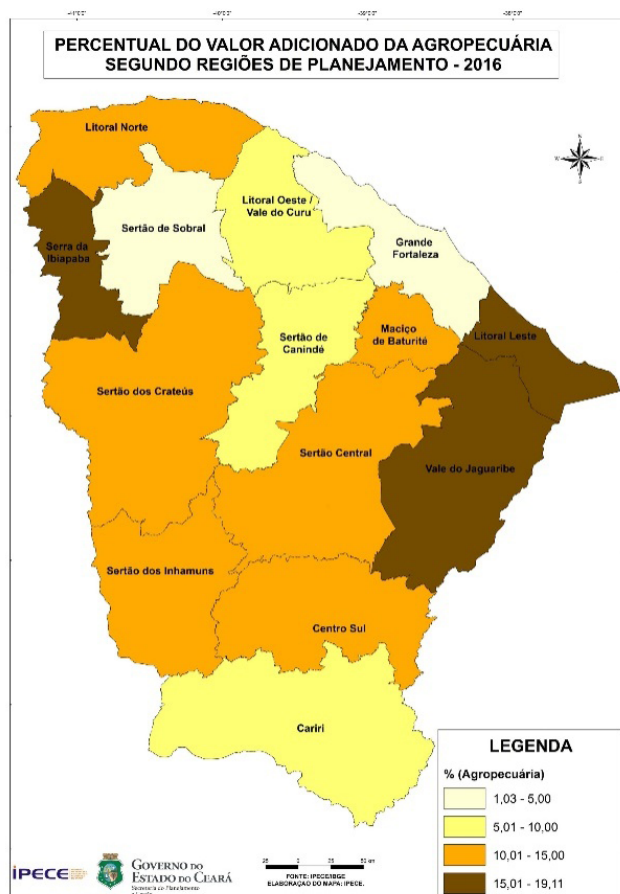 PERCENTUAL DO VALOR ADICIONADO DA AGROPECUÁRIA
SEGUNDO REGIÕES DE PLANEJAMENTO - 2016
Litoral Norte
Litoral Oeste /
Vale do Curu
Sertão de Sobral
Serra da
Ibiapaba
Grande
Fortaleza
Sertão de
Canindé
Maciço
de Baturité
Litoral Leste
Sertão dos Crateús
Sertão Central
Vale do Jaguaribe
Sertão dos Inhamuns
Centro Sul
Cariri
LEGENDA
% (Agropecuária)
1,03 - 5,00
5,01 - 10,00
10,01 - 15,00
15,01 - 19,11
IPECE
GOVERNO DO
ESTADO DO CEARÁ
Secretaria do Planejamento
FONTE: IPECE/IBGE
ELABORAÇÃO DO MAPA: IPECE.